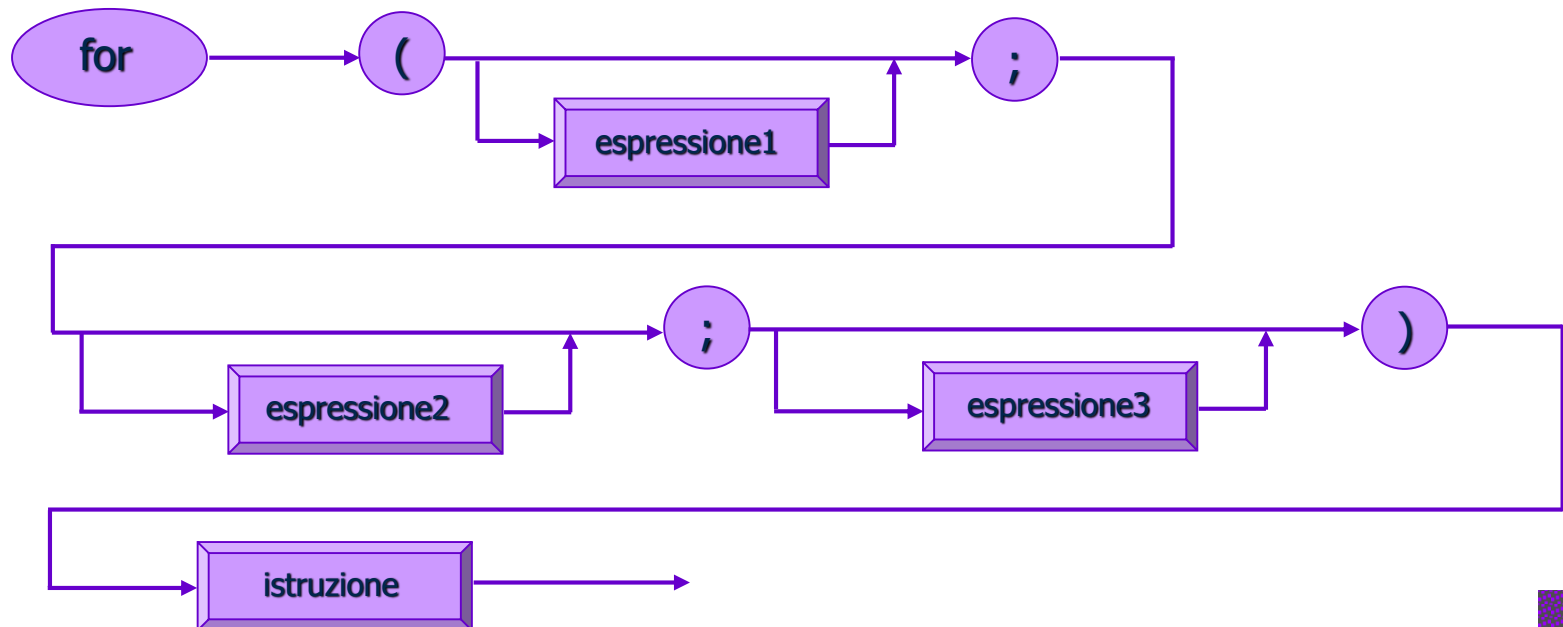 for ( ;
espressione1
; )
espressione2 espressione3
istruzione